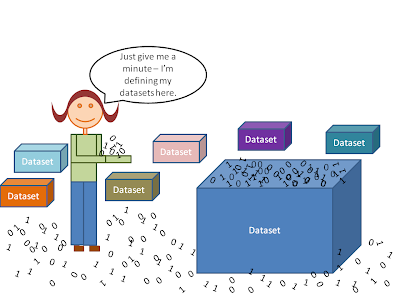 Just give me a
minute – I'm
defining my
datasets here.
Dataset
Dataset
Dataset
Dataset
Dataset
Dataset
Dataset